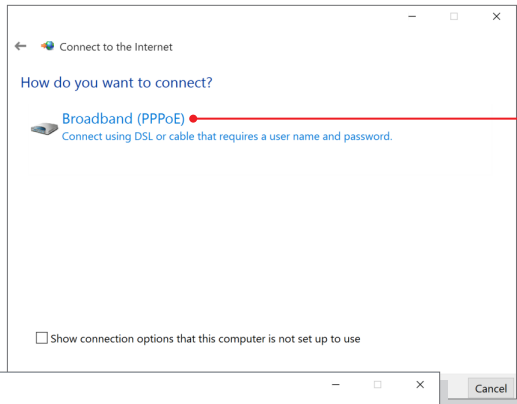 Connect to the Internet
How do you want to connect?
Broadband (PPPoE)
Connect using DSL or cable that requires a user name and password.
Show connection options that this computer is not set up to use
Cancel